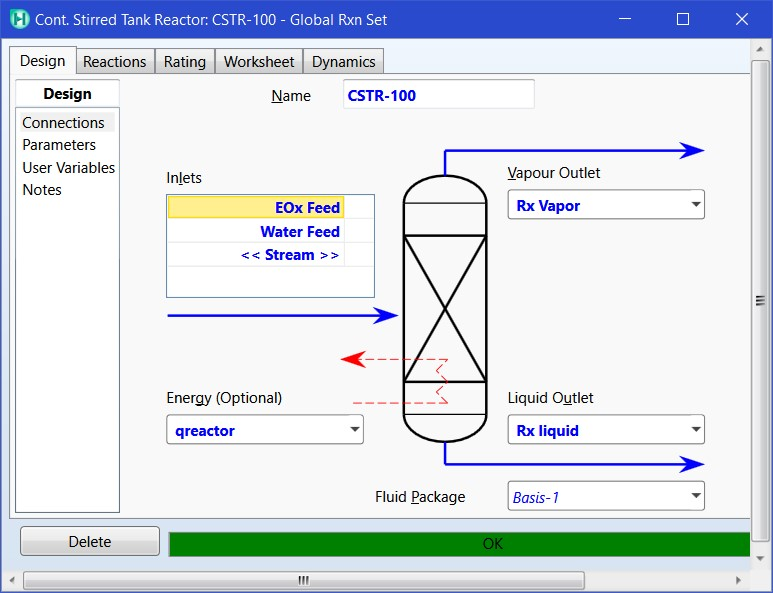 Cont. Stirred Tank Reactor: CSTR-100 - Global Rxn Set
Design Reactions Rating Worksheet Dynamics
Design
Connections
Parameters
User Variables
Notes
Name CSTR-100
Inlets
EOx Feed
Water Feed
<< Stream >>
Vapour Outlet
Rx Vapor
Energy (Optional)
qreactor
Liquid Outlet
Rx liquid
Fluid Package Basis-1
Delete OK